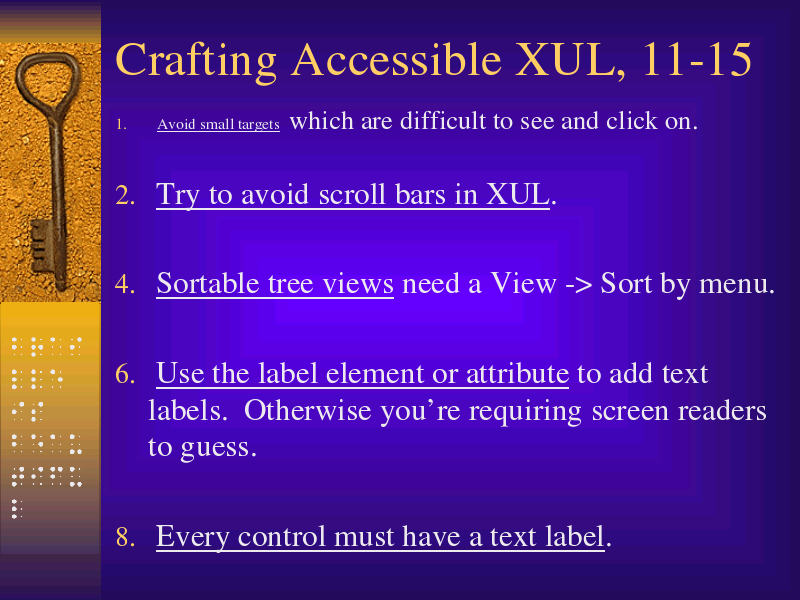 Crafting Accessible XUL, 11-15
1. Avoid small targets which are difficult to see and click on.
2. Try to avoid scroll bars in XUL.
4. Sortable tree views need a View -> Sort by menu.
6. Use the label element or attribute to add text
labels. Otherwise you’re requiring screen readers
to guess.
8. Every control must have a text label.